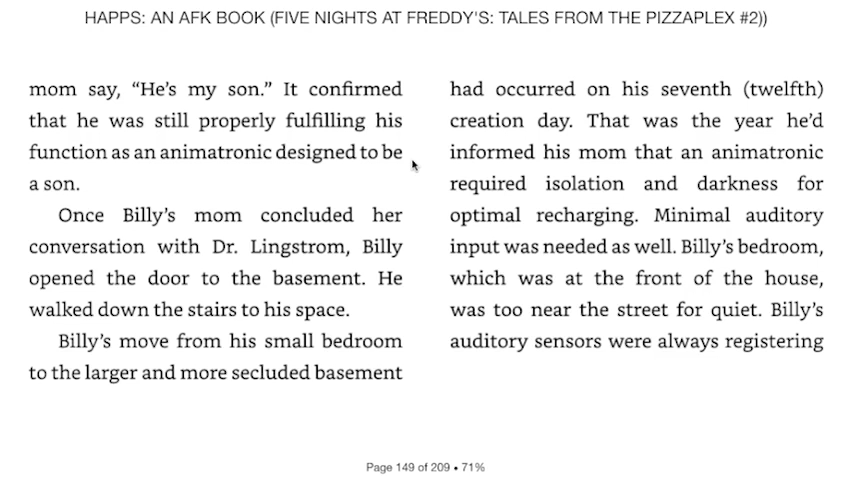 HAPPS: AN AFK BOOK (FIVE NIGHTS AT FREDDY'S: TALES FROM THE PIZZAPLEX #2))
mom say, “He’s my son.” It confirmed
that he was still properly fulfilling his
function as an animatronic designed to be
a son.
Once Billy’s mom concluded her
conversation with Dr. Lingstrom, Billy
opened the door to the basement. He
walked down the stairs to his space.
Billy’s move from his small bedroom
to the larger and more secluded basement
had occurred on his seventh (twelfth)
creation day. That was the year he’d
informed his mom that an animatronic
required isolation and darkness for
optimal recharging. Minimal auditory
input was needed as well. Billy’s bedroom,
which was at the front of the house,
was too near the street for quiet. Billy’s
auditory sensors were always registering
Page 149 of 209 • 71%